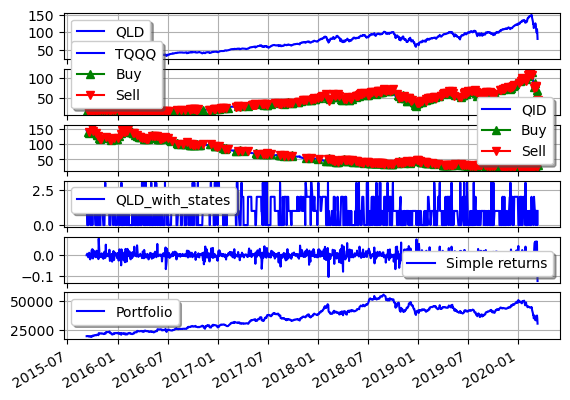 150
100
50
QLD
TQQQ
Buy
Sell
100
50
QID
Buy
Sell
150
100
50
2.5
0.0
QLD_with_states
0.0
−0.1
Simple returns
50000
25000
Portfolio
2015-07
2016-01
2016-07
2017-01
2017-07
2018-01
2018-07
2019-01
2019-07
2020-01